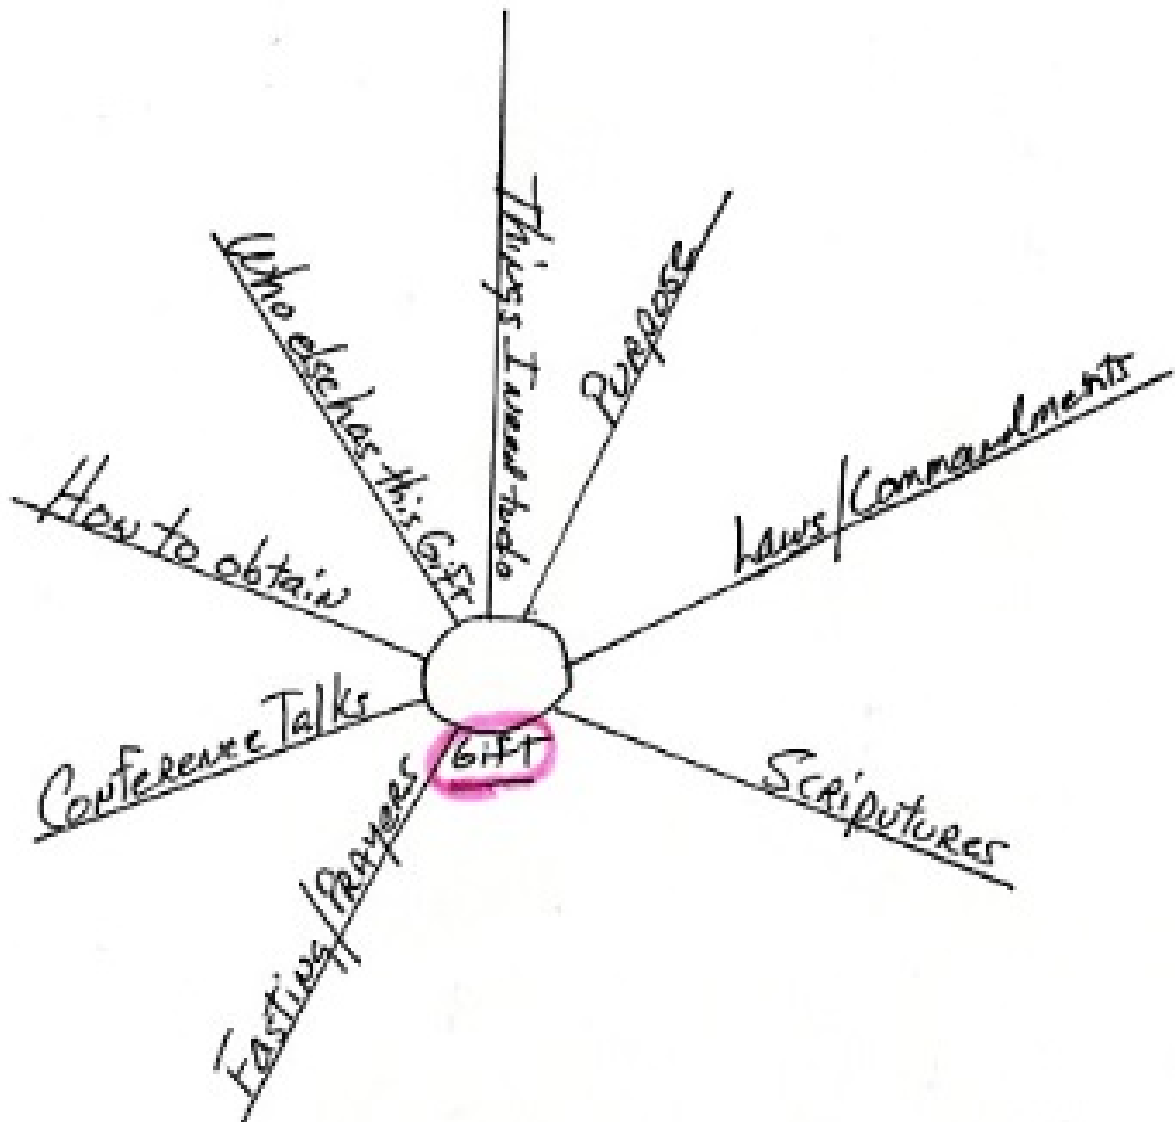 Things I need to do
Purpose
Who else has this Gift
Laws/Commandments
How to obtain
Conference Talks
Gift
Scriputures
Fasting/Prayers